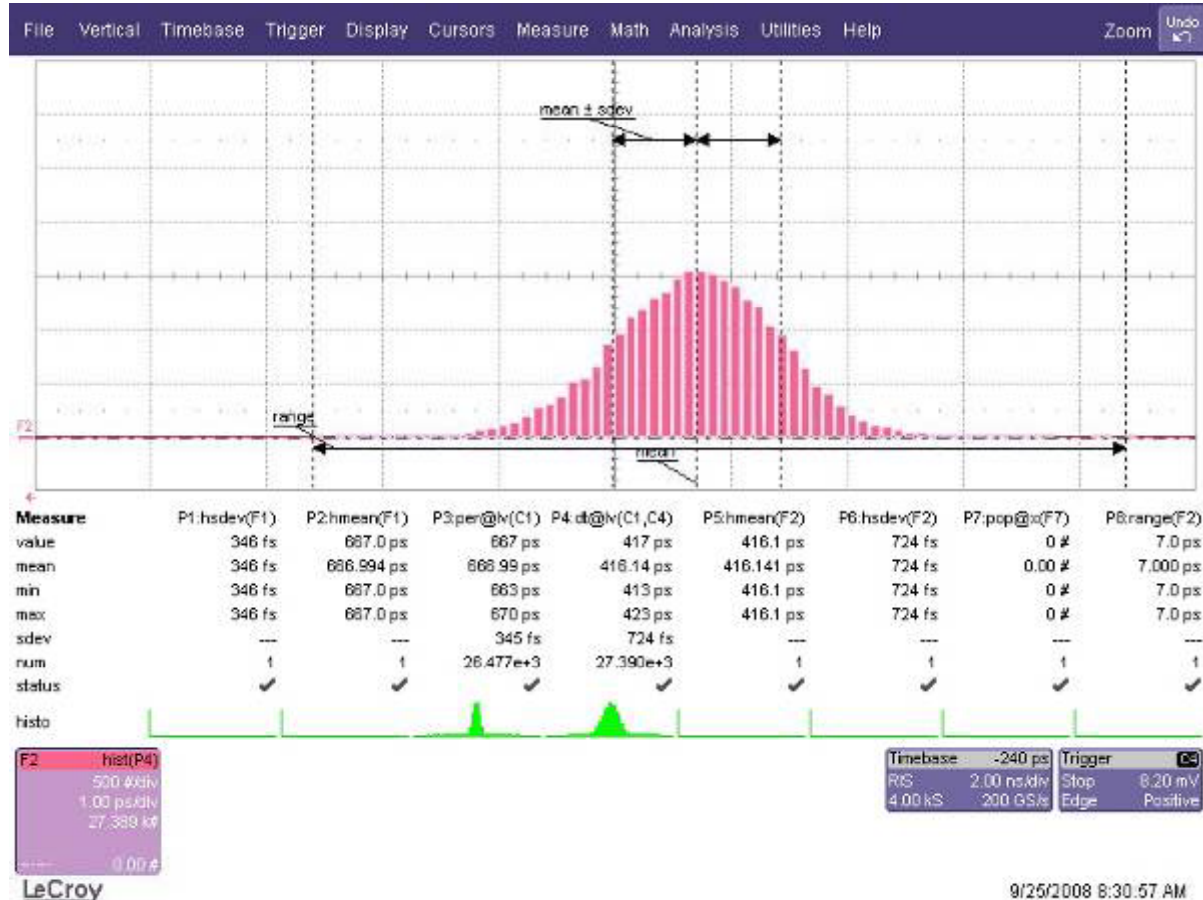 File Vertical Timebase Trigger Display Cursors Measure Math Analysis Utilities Help Zoom Undo
mean ± sdev
F2
range
mean
Measure P1:hsdev(F1) P2:hmean(F1) P3:per@lv(C1) P4:dt@lv(C1,C4) P5:hmean(F2) P6:hsdev(F2) P7:pop@x(F7) P8:range(F2)
value 346 fs 667.0 ps 667 ps 417 ps 416.1 ps 724 fs 0 # 7.0 ps
mean 346 fs 666.994 ps 666.99 ps 416.14 ps 416.141 ps 724 fs 0.00 # 7.000 ps
min 346 fs 667.0 ps 663 ps 413 ps 416.1 ps 724 fs 0 # 7.0 ps
max 346 fs 667.0 ps 670 ps 423 ps 416.1 ps 724 fs 0 # 7.0 ps
sdev --- --- 345 fs 724 fs --- --- --- ---
num 1 1 26.477e+3 27.390e+3 1 1 1 1
status
histo
F2 hist(P4)
500 #/div
1.00 ps/div
27.389 k#
0.00 #
Timebase -240 ps
RIS 2.00 ns/div
4.00 kS 200 GS/s
Trigger C4
Stop 8.20 mV
Edge Positive
LeCroy
9/25/2008 8:30:57 AM